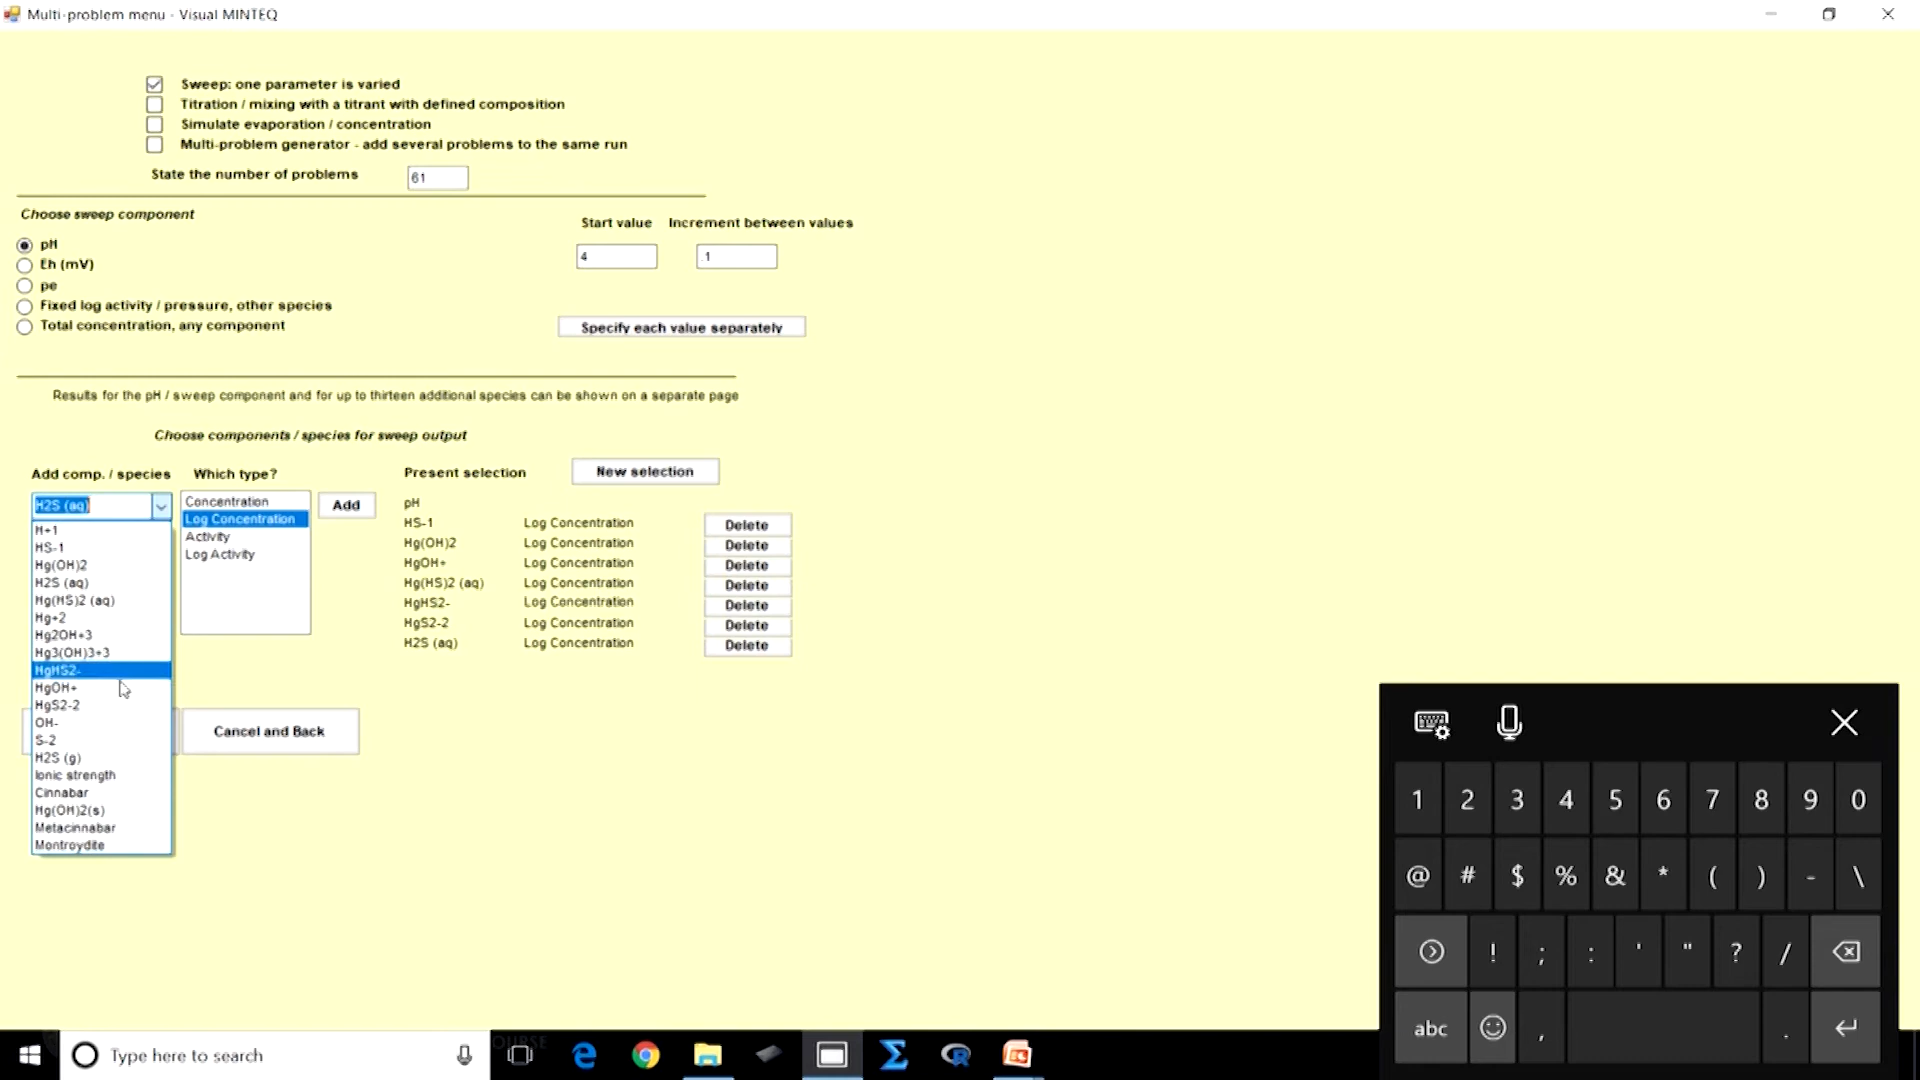 Multi-problem menu - Visual MINTEQ
Sweep: one parameter is varied
Titration / mixing with a titrant with defined composition
Simulate evaporation / concentration
Multi-problem generator - add several problems to the same run
State the number of problems 61
Choose sweep component
Start value Increment between values
pH
4 .1
Eh (mV)
pe
Fixed log activity / pressure, other species
Total concentration, any component
Specify each value separately
Results for the pH / sweep component and for up to thirteen additional species can be shown on a separate page
Choose components / species for sweep output
Add comp. / species Which type? Present selection New selection
H2S (aq)
H+1
HS-1
Hg(OH)2
H2S (aq)
Hg(HS)2 (aq)
Hg+2
Hg2OH+3
Hg3(OH)3+3
HgHS2-
HgOH+
HgS2-2
OH-
S-2
H2S (g)
Ionic strength
Cinnabar
Hg(OH)2(s)
Metacinnabar
Montroydite
Concentration
Log Concentration
Activity
Log Activity
Add
pH
HS-1 Log Concentration Delete
Hg(OH)2 Log Concentration Delete
HgOH+ Log Concentration Delete
Hg(HS)2 (aq) Log Concentration Delete
HgHS2- Log Concentration Delete
HgS2-2 Log Concentration Delete
H2S (aq) Log Concentration Delete
Cancel and Back
1 2 3 4 5 6 7 8 9 0
@ # $ % & * ( ) - \
! ; : ' " ? /
abc , .
Type here to search